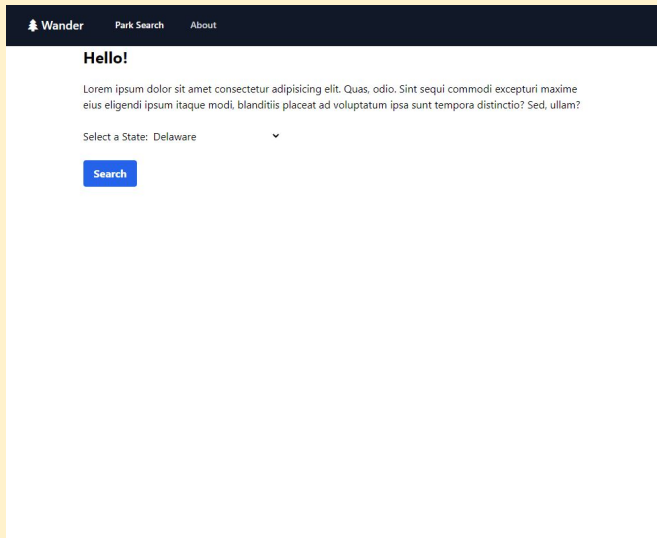 Wander Park Search About
Hello!
Lorem ipsum dolor sit amet consectetur adipisicing elit. Quas, odio. Sint sequi commodi excepturi maxime
eius eligendi ipsum itaque modi, blanditiis placeat ad voluptatum ipsa sunt tempora distinctio? Sed, ullam?
Select a State: Delaware
Search